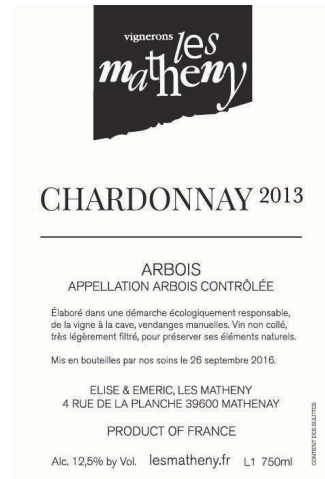 vignerons les
matheny
CHARDONNAY 2013
ARBOIS
APPELLATION ARBOIS CONTRÔLÉE
Élaboré dans une démarche écologiquement responsable,
de la vigne à la cave, vendanges manuelles. Vin non collé,
très légèrement filtré, pour préserver ses éléments naturels.
Mis en bouteilles par nos soins le 26 septembre 2016.
ELISE & EMERIC, LES MATHENY
4 RUE DE LA PLANCHE 39600 MATHENAY
PRODUCT OF FRANCE
Alc. 12,5% by Vol. lesmatheny.fr L1 750ml
CONTIENT DES SULFITES